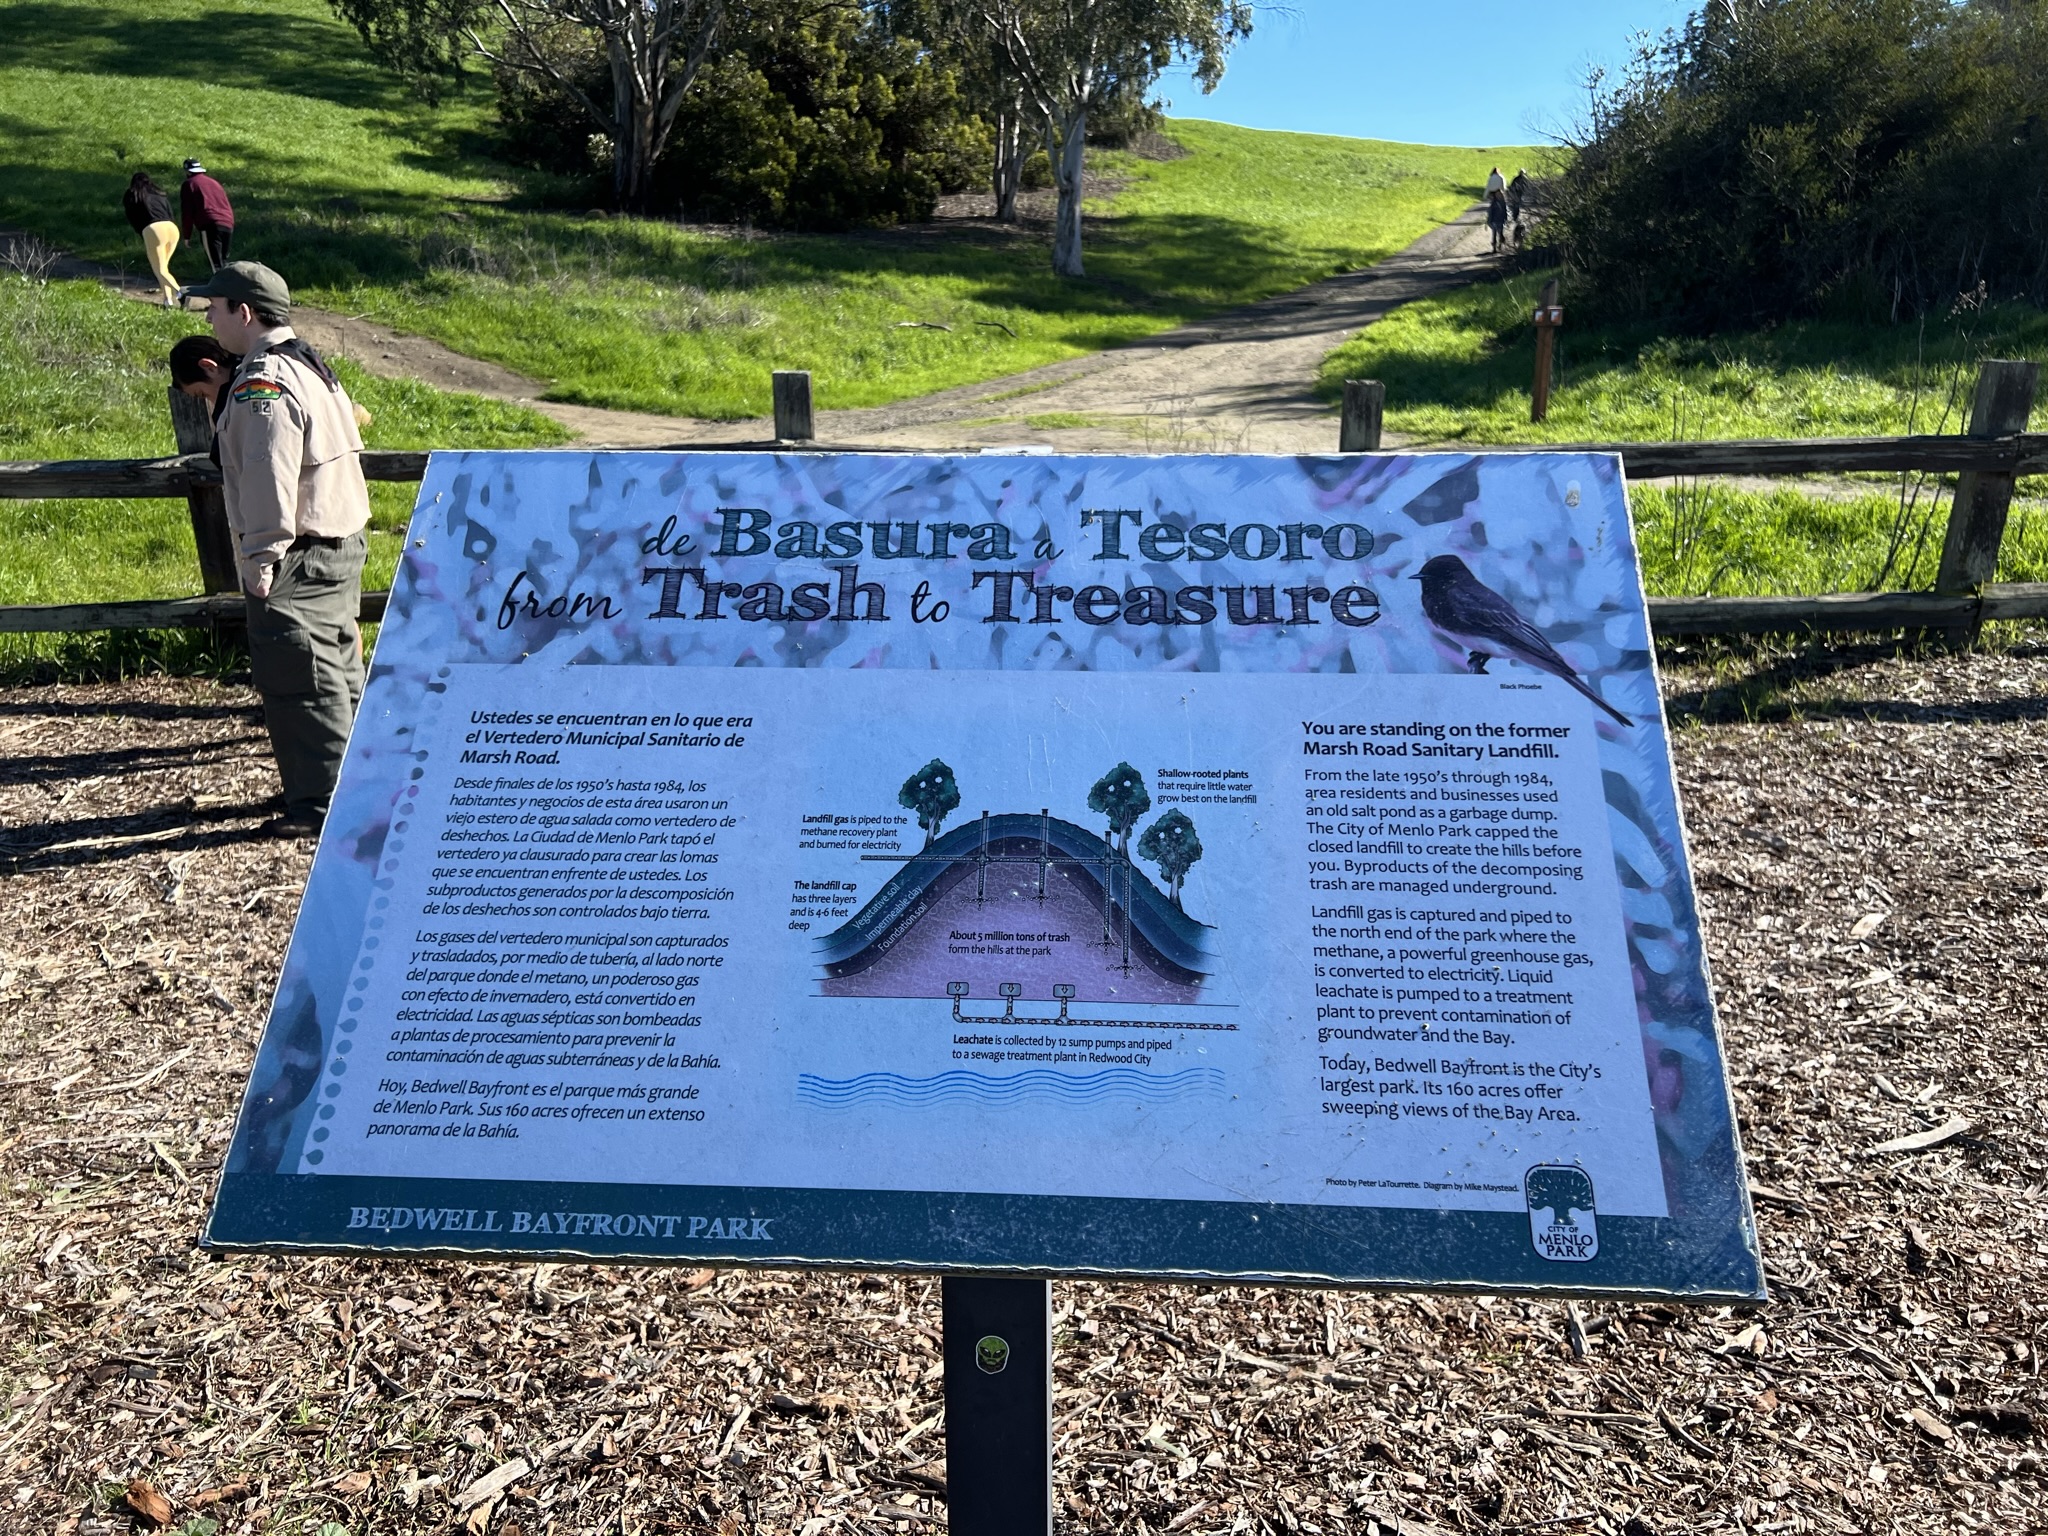 52
de Basura a Tesoro
from Trash to Treasure
Black Phoebe
Ustedes se encuentran en lo que era
el Vertedero Municipal Sanitario de
Marsh Road.
Desde finales de los 1950's hasta 1984, los
habitantes y negocios de esta área usaron un
viejo estero de agua salada como vertedero de
deshechos. La Ciudad de Menlo Park tapó el
vertedero ya clausurado para crear las lomas
que se encuentran enfrente de ustedes. Los
subproductos generados por la descomposición
de los deshechos son controlados bajo tierra.
Los gases del vertedero municipal son capturados
y trasladados, por medio de tubería, al lado norte
del parque donde el metano, un poderoso gas
con efecto de invernadero, está convertido en
electricidad. Las aguas sépticas son bombeadas
a plantas de procesamiento para prevenir la
contaminación de aguas subterráneas y de la Bahía.
Hoy, Bedwell Bayfront es el parque más grande
de Menlo Park. Sus 160 acres ofrecen un extenso
panorama de la Bahía.
Shallow-rooted plants
that require little water
grow best on the landfill
Landfill gas is piped to the
methane recovery plant
and burned for electricity
The landfill cap
has three layers
and is 4-6 feet
deep
Vegetative soil
Impermeable clay
Foundation soil
About 5 million tons of trash
form the hills at the park
Leachate is collected by 12 sump pumps and piped
to a sewage treatment plant in Redwood City
You are standing on the former
Marsh Road Sanitary Landfill.
From the late 1950's through 1984,
area residents and businesses used
an old salt pond as a garbage dump.
The City of Menlo Park capped the
closed landfill to create the hills before
you. Byproducts of the decomposing
trash are managed underground.
Landfill gas is captured and piped to
the north end of the park where the
methane, a powerful greenhouse gas,
is converted to electricity. Liquid
leachate is pumped to a treatment
plant to prevent contamination of
groundwater and the Bay.
Today, Bedwell Bayfront is the City's
largest park. Its 160 acres offer
sweeping views of the Bay Area.
Photo by Peter LaTourrette. Diagram by Mike Maystead.
BEDWELL BAYFRONT PARK
CITY OF
MENLO
PARK